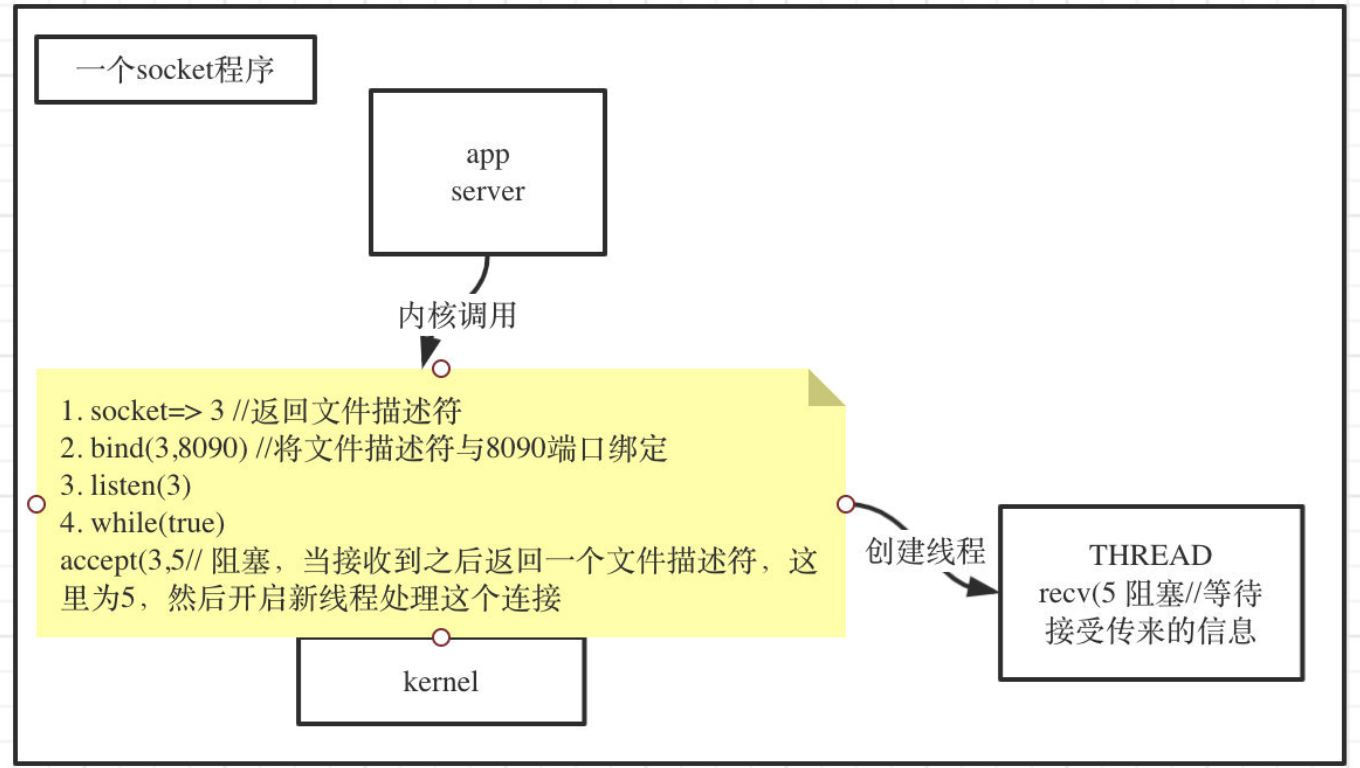 一个socket程序
app
server
内核调用
1. socket=> 3 //返回文件描述符
2. bind(3,8090) //将文件描述符与8090端口绑定
3. listen(3)
4. while(true)
accept(3,5// 阻塞，当接收到之后返回一个文件描述符，这
里为5，然后开启新线程处理这个连接
创建线程
THREAD
recv(5 阻塞//等待
接受传来的信息
kernel